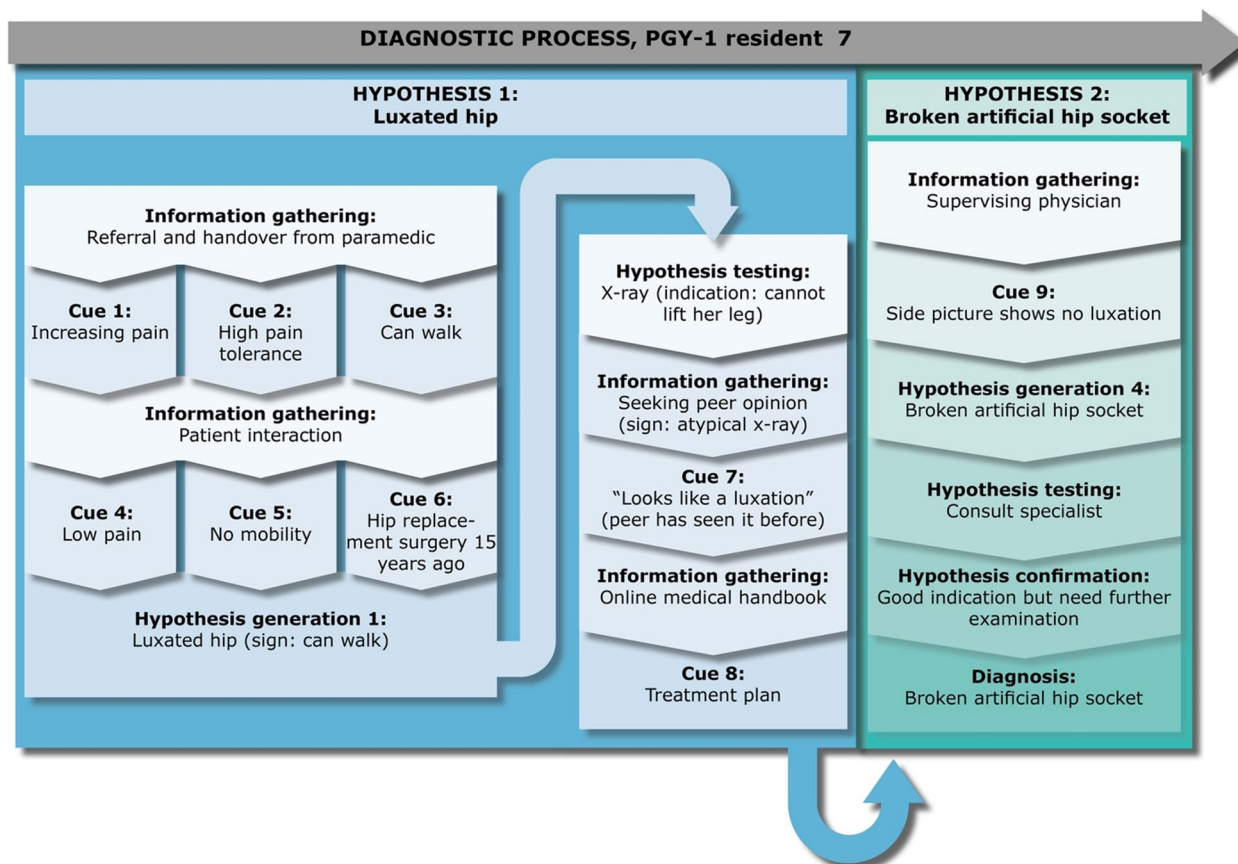 DIAGNOSTIC PROCESS, PGY-1 resident 7
HYPOTHESIS 1:
Luxated hip
Information gathering:
Referral and handover from paramedic
Cue 1:
Increasing pain
Cue 2:
High pain
tolerance
Cue 3:
Can walk
Information gathering:
Patient interaction
Cue 4:
Low pain
Cue 5:
No mobility
Cue 6:
Hip replace-
ment surgery 15
years ago
Hypothesis generation 1:
Luxated hip (sign: can walk)
Hypothesis testing:
X-ray (indication: cannot
lift her leg)
Information gathering:
Seeking peer opinion
(sign: atypical x-ray)
Cue 7:
“Looks like a luxation”
(peer has seen it before)
Information gathering:
Online medical handbook
Cue 8:
Treatment plan
HYPOTHESIS 2:
Broken artificial hip socket
Information gathering:
Supervising physician
Cue 9:
Side picture shows no luxation
Hypothesis generation 4:
Broken artificial hip socket
Hypothesis testing:
Consult specialist
Hypothesis confirmation:
Good indication but need further
examination
Diagnosis:
Broken artificial hip socket